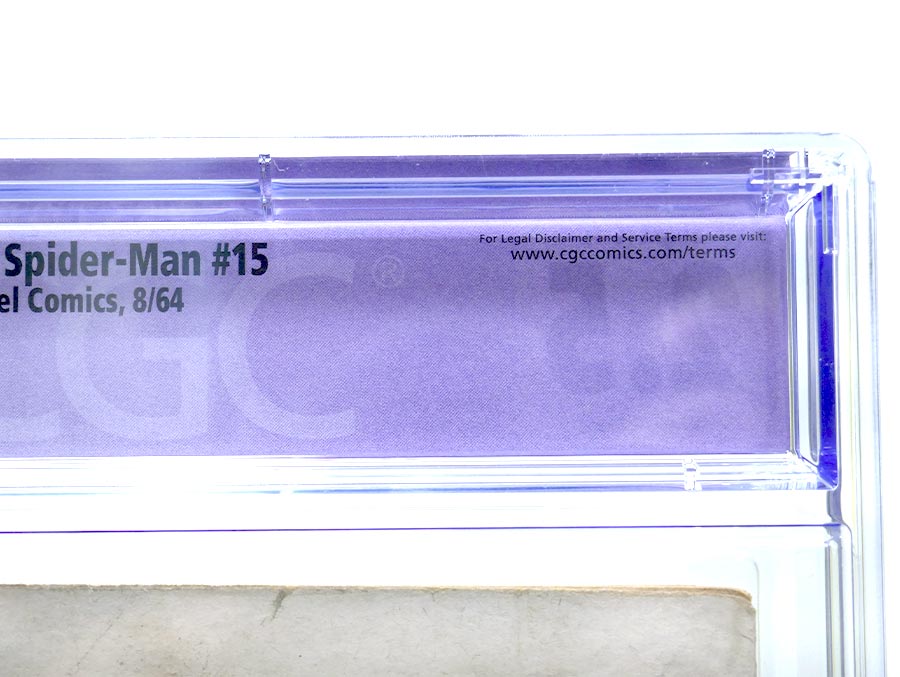 Spider-Man #15
el Comics, 8/64
For Legal Disclaimer and Service Terms please visit:
www.cgccomics.com/terms
CGC®